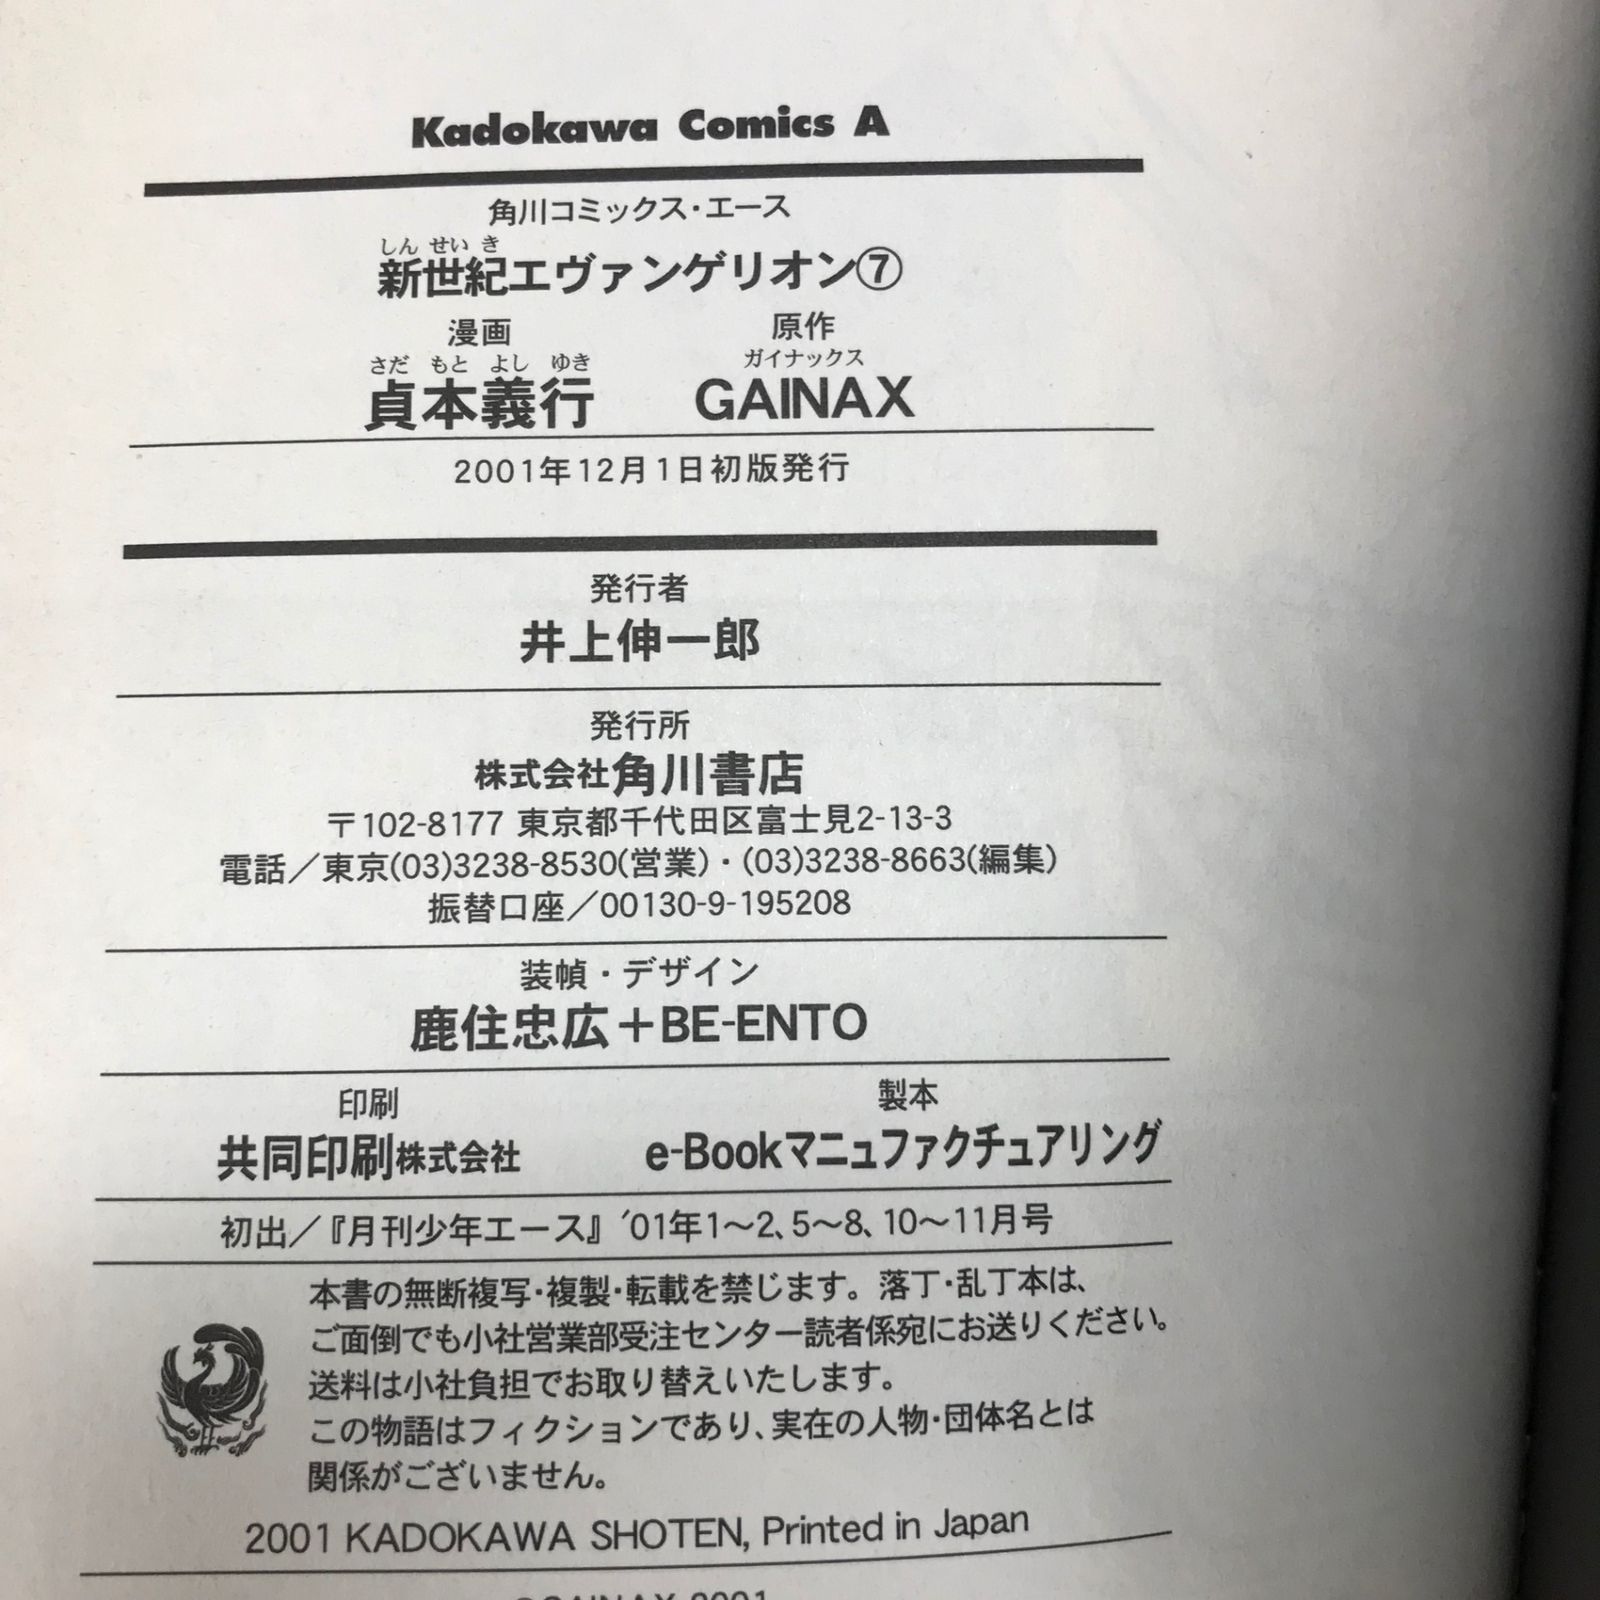 Kadokawa Comics A
角川コミックス・エース
しん せい き
新世紀エヴァンゲリオン⑦
漫画 原作
さだ もと よし ゆき ガイナックス
貞本義行 GAINAX
2001年12月1日初版発行
発行者
井上伸一郎
発行所
株式会社角川書店
〒102-8177 東京都千代田区富士見2-13-3
電話／東京(03)3238-8530(営業)・(03)3238-8663(編集)
振替口座／00130-9-195208
装幀・デザイン
鹿住忠広＋BE-ENTO
印刷 製本
共同印刷株式会社 e-Bookマニュファクチュアリング
初出／『月刊少年エース』'01年1〜2、5〜8、10〜11月号
本書の無断複写・複製・転載を禁じます。落丁・乱丁本は、
ご面倒でも小社営業部受注センター読者係宛にお送りください。
送料は小社負担でお取り替えいたします。
この物語はフィクションであり、実在の人物・団体名とは
関係がございません。
2001 KADOKAWA SHOTEN, Printed in Japan
©GAINAX 2001